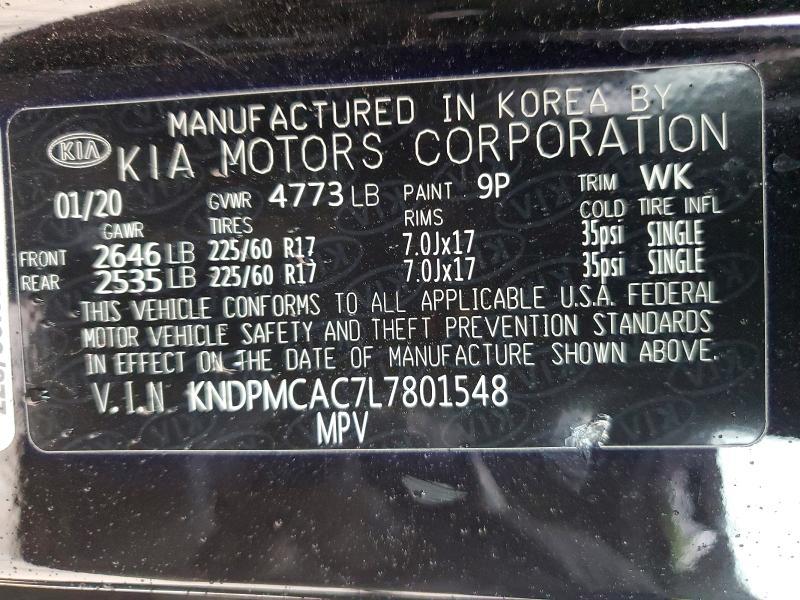 MANUFACTURED IN KOREA BY
KIA KIA MOTORS CORPORATION
01/20 GVWR 4773 LB PAINT 9P TRIM WK
GAWR TIRES RIMS COLD TIRE INFL
FRONT 2646 LB 225/60 R17 7.0Jx17 35psi SINGLE
REAR 2535 LB 225/60 R17 7.0Jx17 35psi SINGLE
THIS VEHICLE CONFORMS TO ALL APPLICABLE U.S.A. FEDERAL
MOTOR VEHICLE SAFETY AND THEFT PREVENTION STANDARDS
IN EFFECT ON THE DATE OF MANUFACTURE SHOWN ABOVE.
V.I.N KNDPMCAC7L7801548
MPV